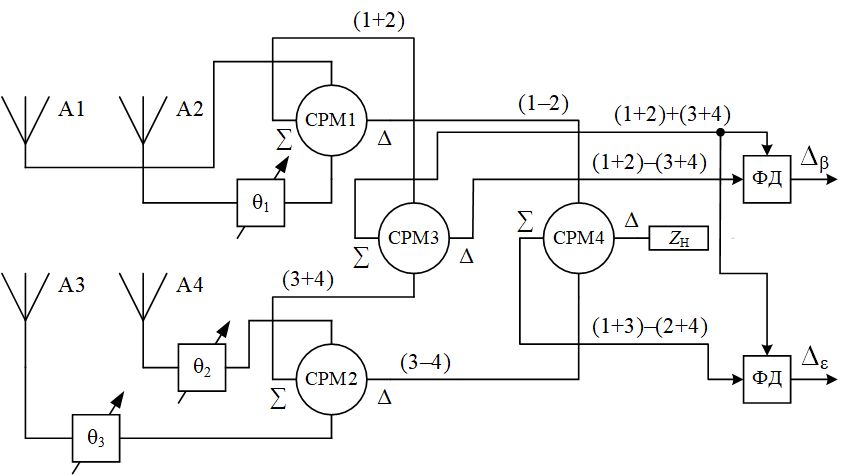 (1+2)
A1
A2
СРМ1
(1–2)
(1+2)+(3+4)
Σ
Δ
(1+2)–(3+4)
Δβ
ФД
θ1
СРМ3
Σ
Δ
Σ
СРМ4
Δ
ZН
A3
A4
(3+4)
(1+3)–(2+4)
Δε
θ2
СРМ2
(3–4)
ФД
Σ
Δ
θ3